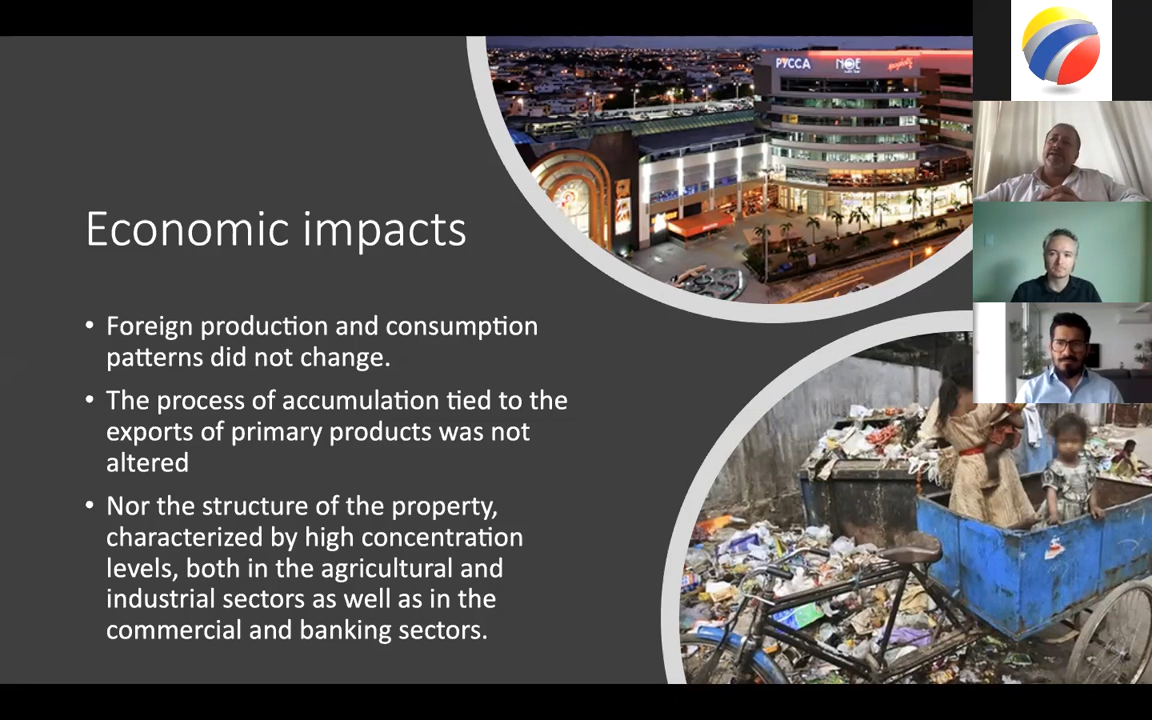 Economic impacts
• Foreign production and consumption
patterns did not change.
• The process of accumulation tied to the
exports of primary products was not
altered
• Nor the structure of the property,
characterized by high concentration
levels, both in the agricultural and
industrial sectors as well as in the
commercial and banking sectors.
PYCCA NOE